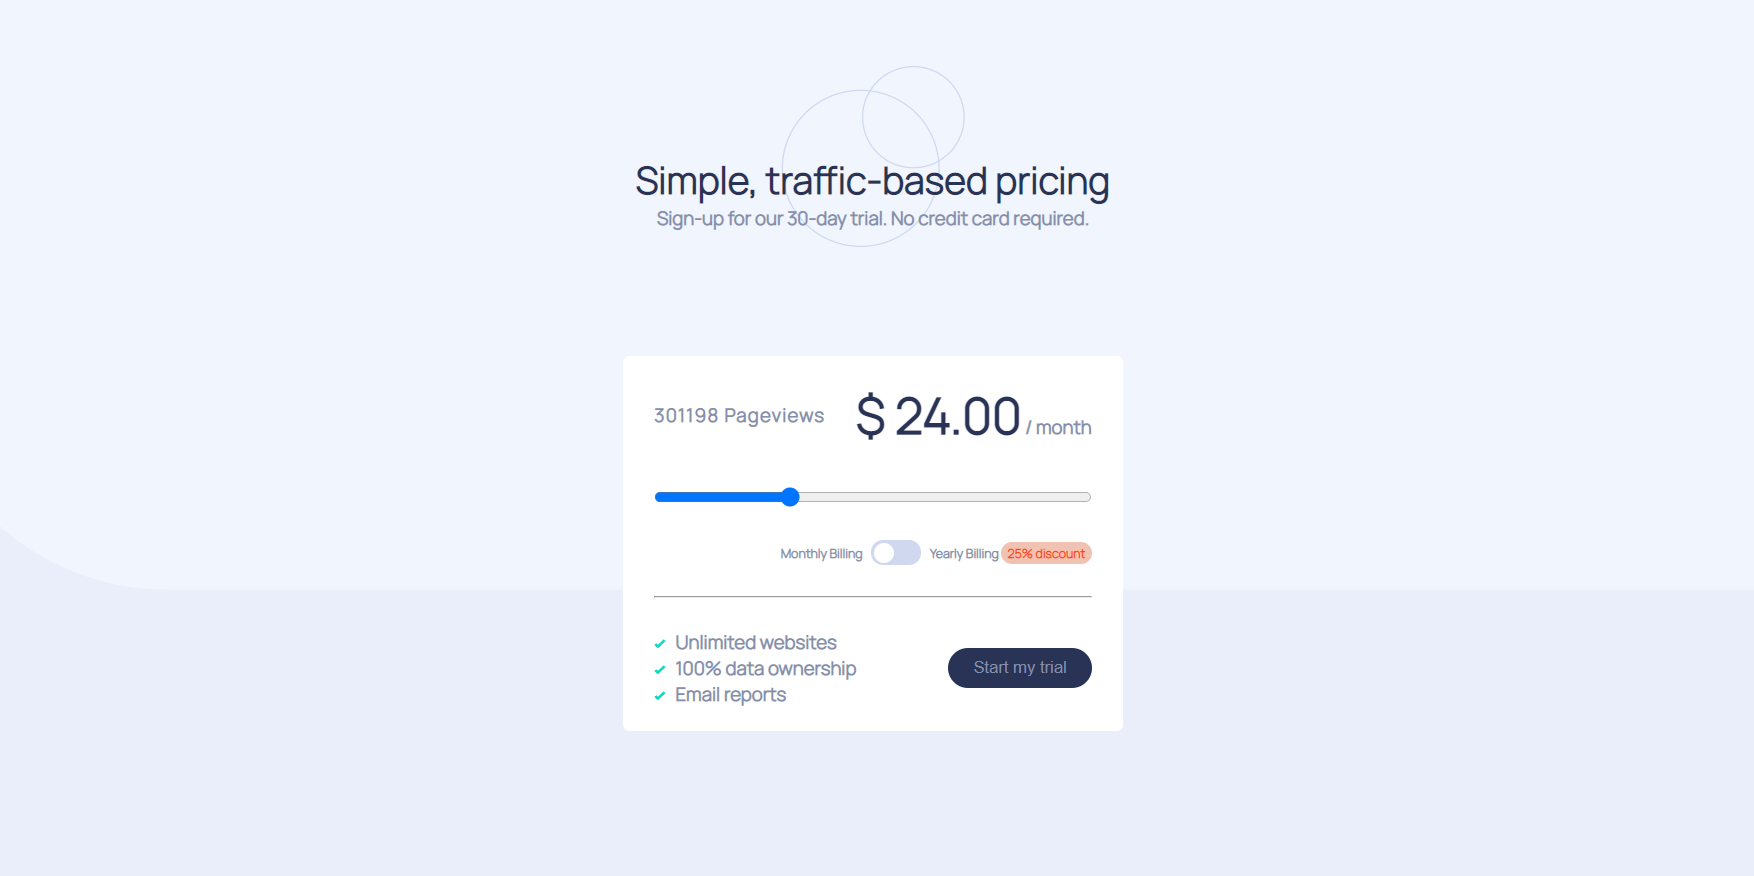 Simple, traffic-based pricing
Sign-up for our 30-day trial. No credit card required.
301198 Pageviews
$ 24.00 / month
Monthly Billing
Yearly Billing 25% discount
Unlimited websites
100% data ownership
Email reports
Start my trial